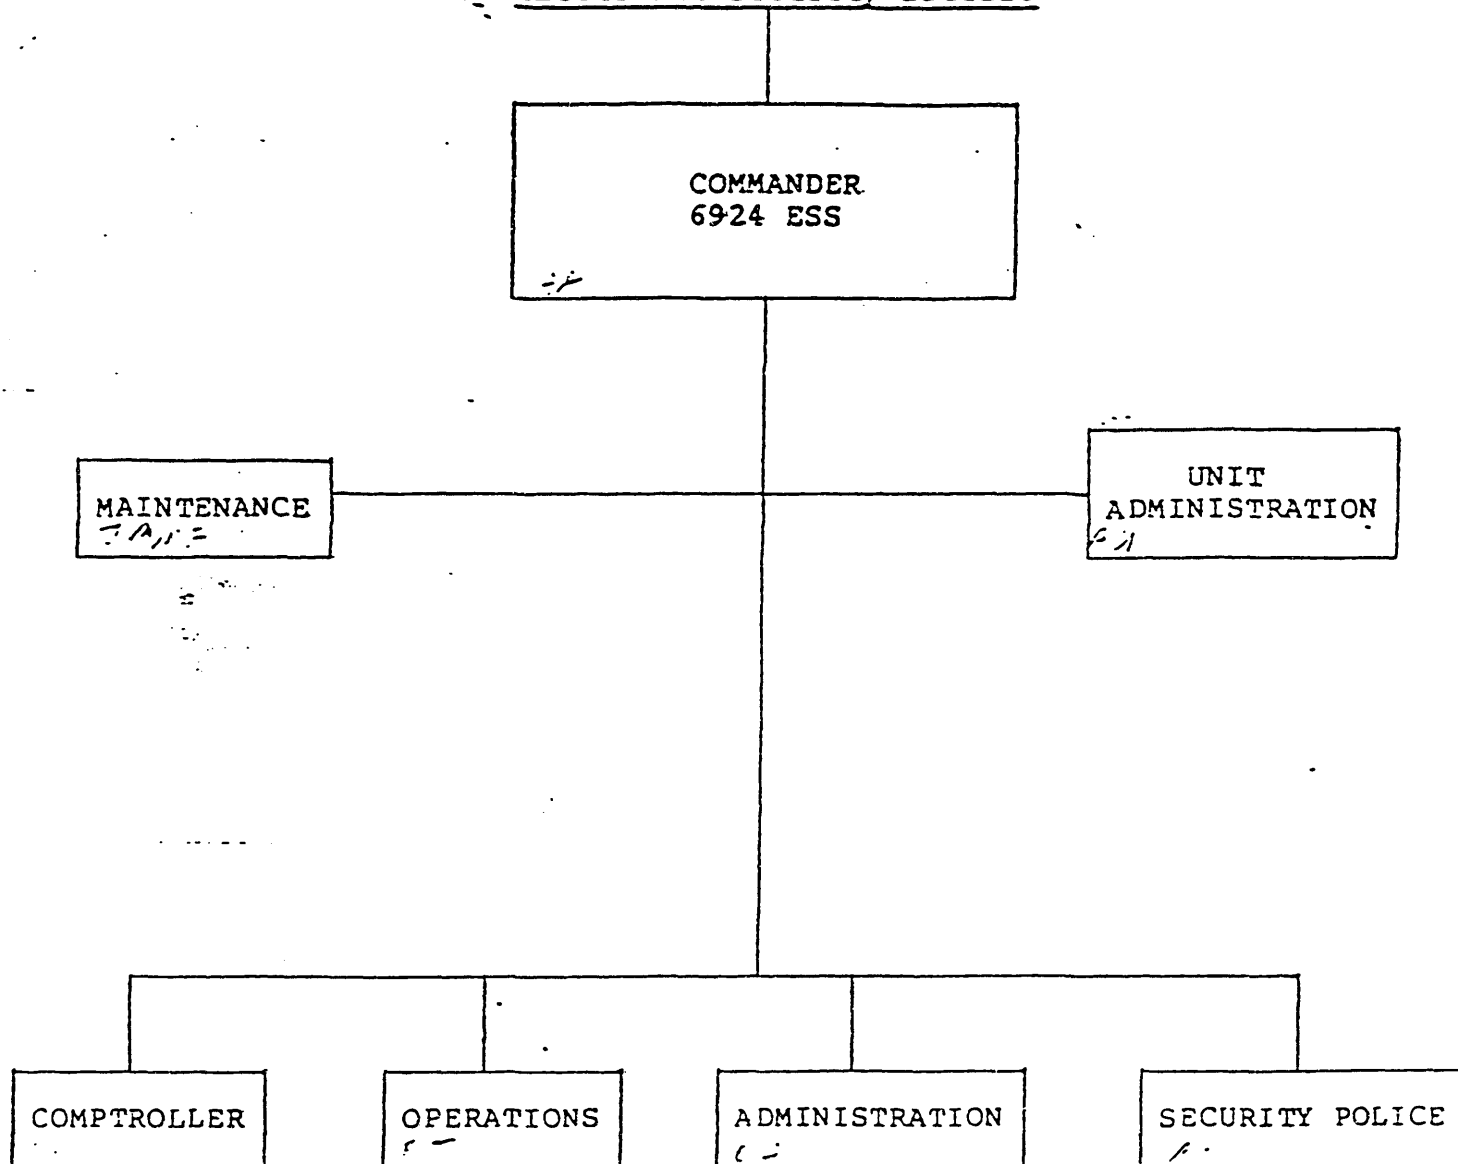 COMMANDER
6924 ESS
MAINTENANCE
UNIT
ADMINISTRATION
COMPTROLLER
OPERATIONS
ADMINISTRATION
SECURITY POLICE